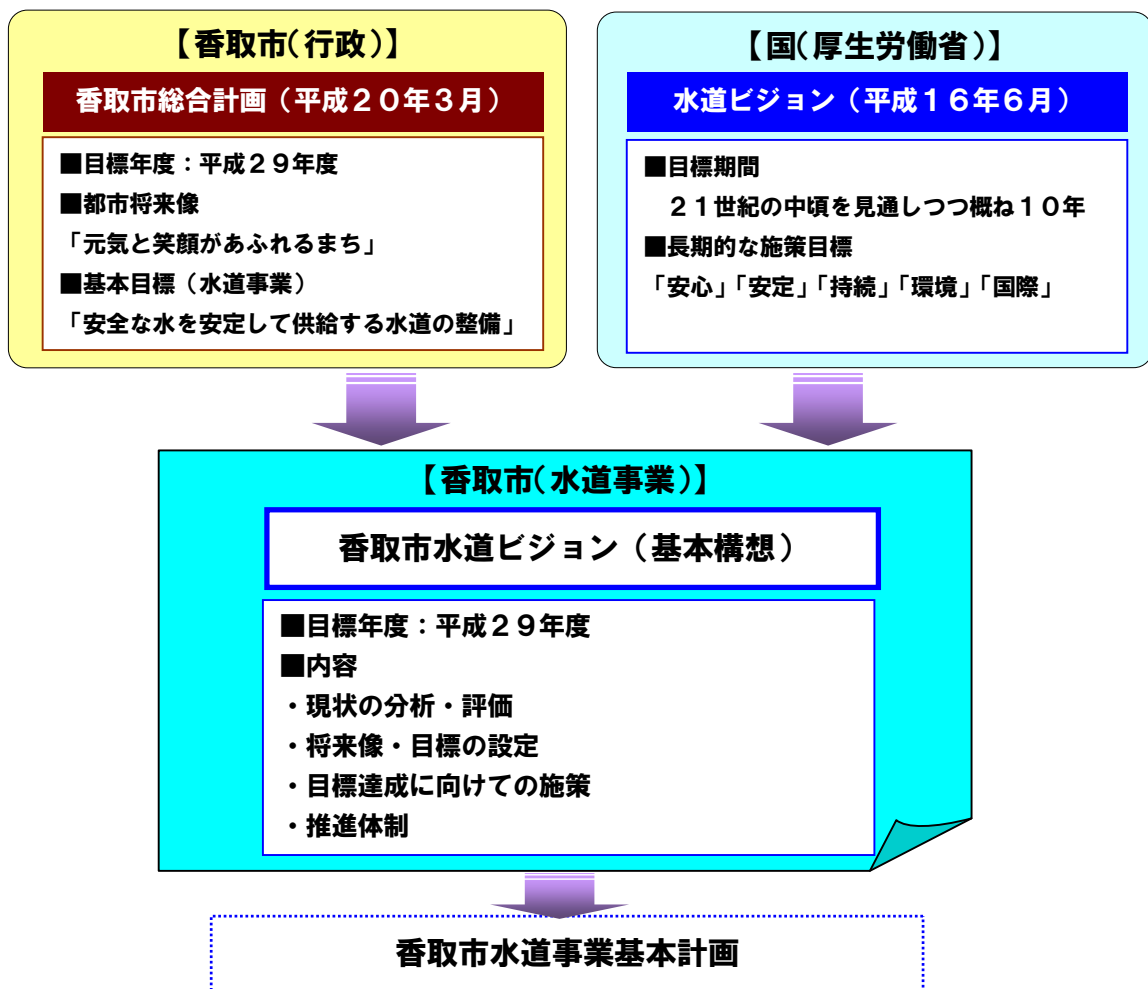 【香取市(行政)】
香取市総合計画（平成２０年３月）
■目標年度：平成２９年度
■都市将来像
「元気と笑顔があふれるまち」
■基本目標（水道事業）
「安全な水を安定して供給する水道の整備」
【国(厚生労働省)】
水道ビジョン（平成１６年６月）
■目標期間
２１世紀の中頃を見通しつつ概ね１０年
■長期的な施策目標
「安心」「安定」「持続」「環境」「国際」
【香取市(水道事業)】
香取市水道ビジョン（基本構想）
■目標年度：平成２９年度
■内容
・現状の分析・評価
・将来像・目標の設定
・目標達成に向けての施策
・推進体制
香取市水道事業基本計画